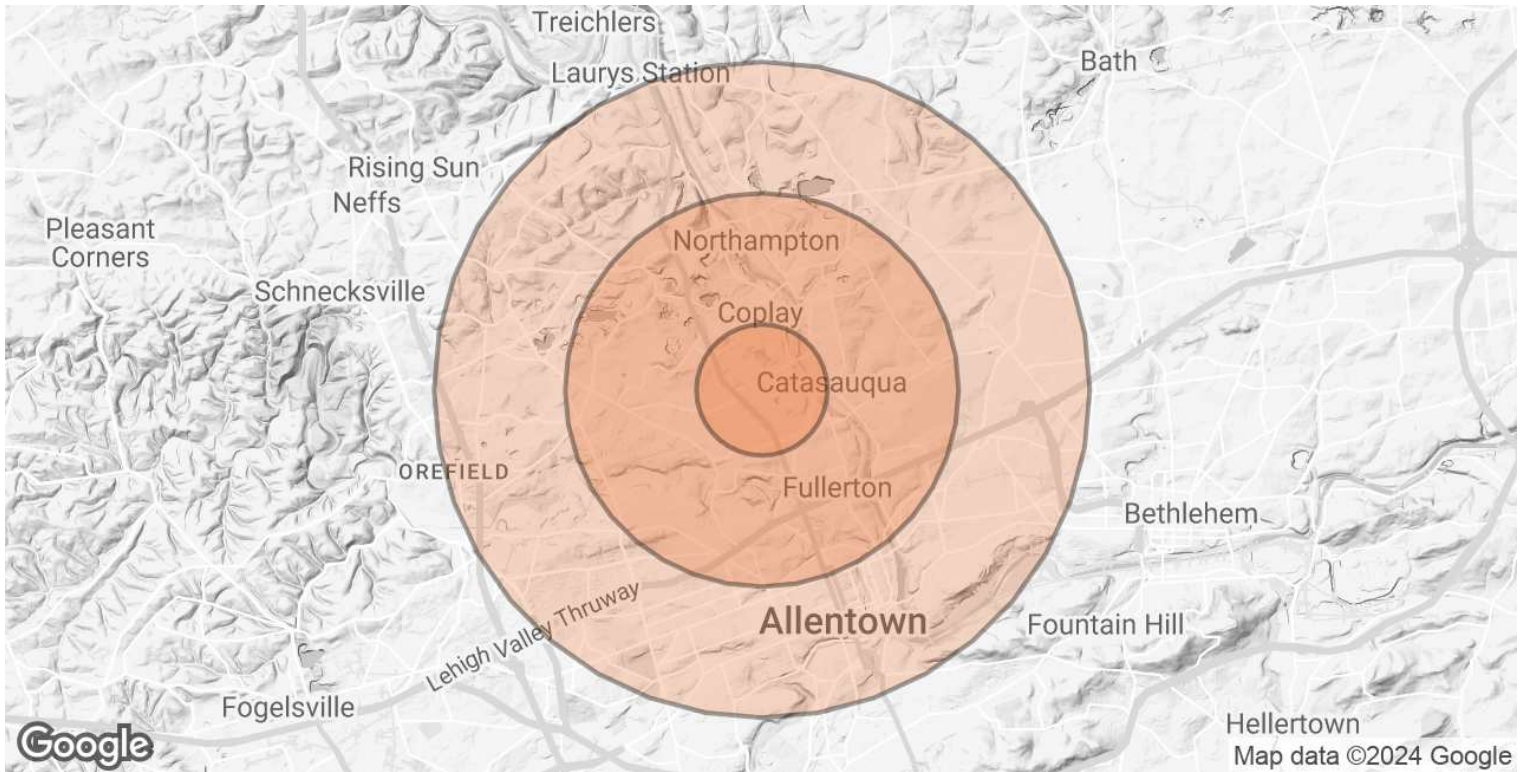 Treichlers
Laurys Station
Bath
Rising Sun
Neffs
Pleasant
Corners
Northampton
Schnecksville
Coplay
Catasauqua
OREFIELD
Fullerton
Bethlehem
Lehigh Valley Thruway
Allentown
Fountain Hill
Fogelsville
Hellertown
Google
Map data ©2024 Google